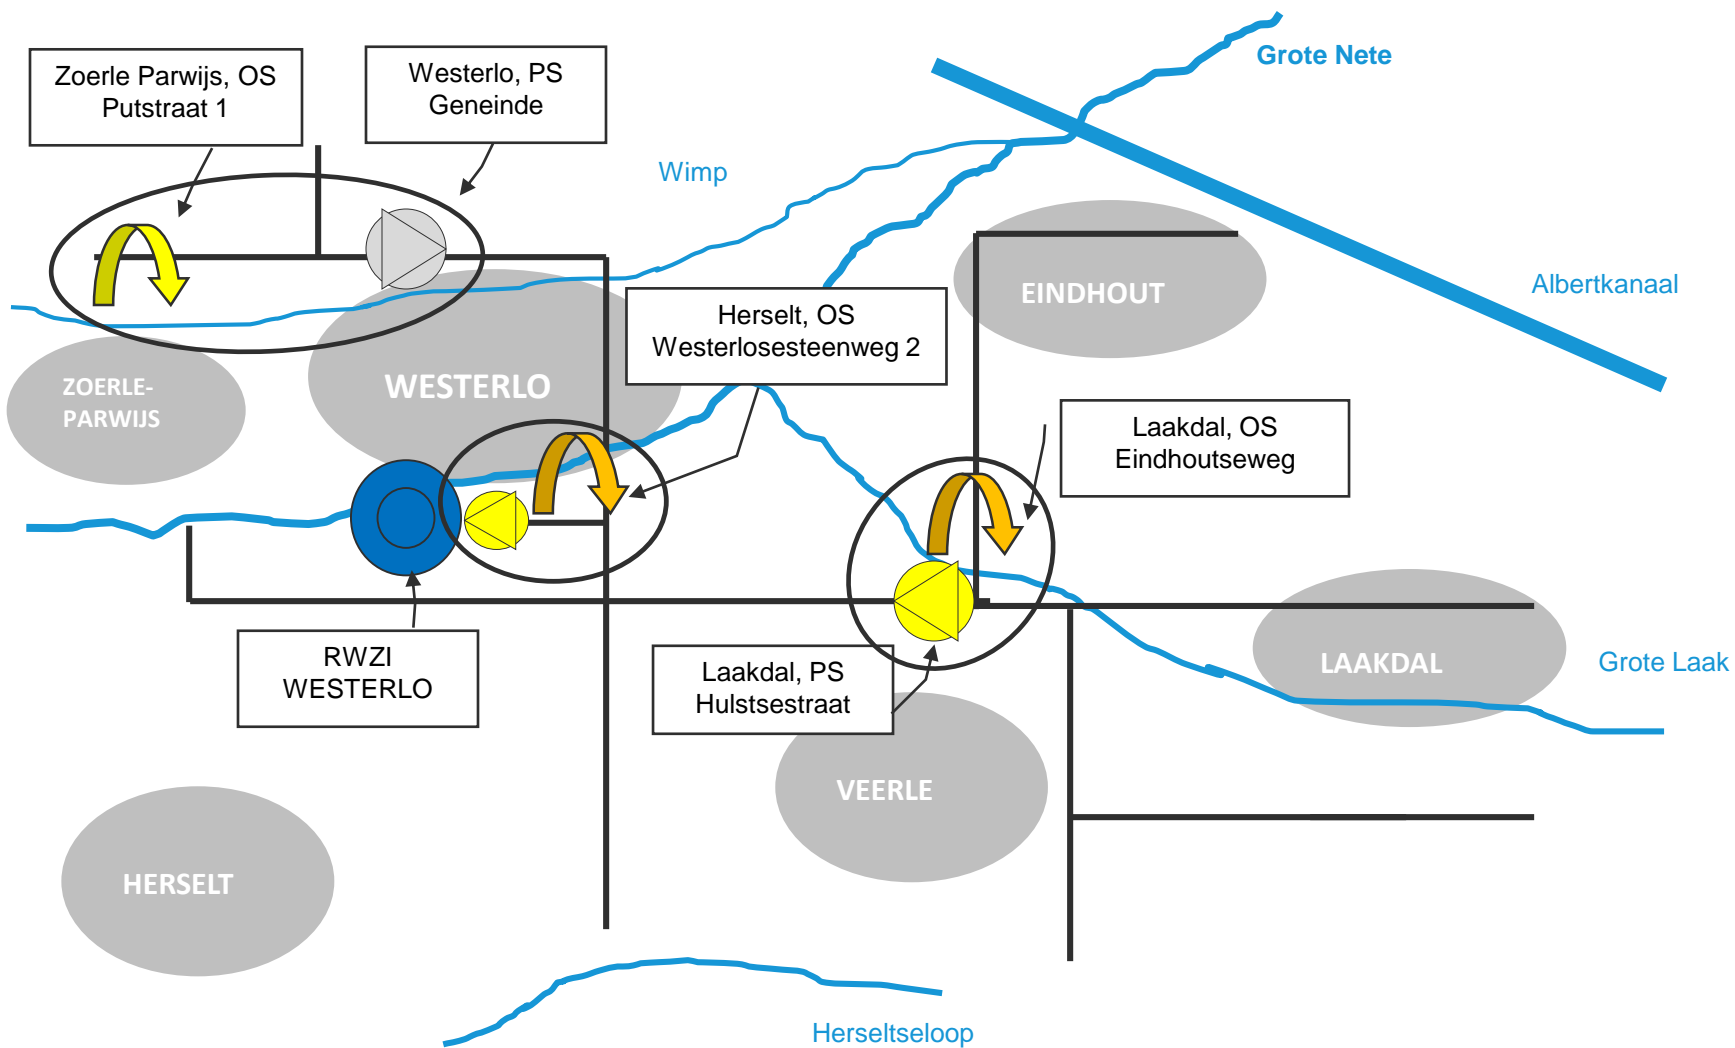 Zoerle Parwijs, OS
Putstraat 1
Westerlo, PS
Geneinde
Grote Nete
Wimp
Albertkanaal
EINDHOUT
Herselt, OS
Westerlosesteenweg 2
ZOERLE-
PARWIJS
WESTERLO
Laakdal, OS
Eindhoutseweg
RWZI
WESTERLO
Laakdal, PS
Hulstsestraat
LAAKDAL
Grote Laak
VEERLE
HERSELT
Herseltseloop